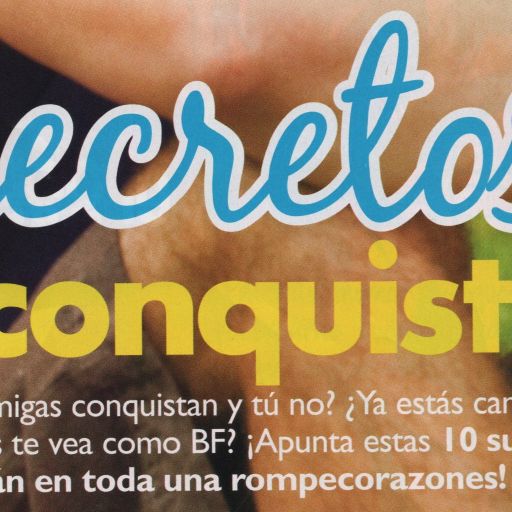 ecretos
conquist
migas conquistan y tú no? ¿Ya estás can
s te vea como BF? ¡Apunta estas 10 su
án en toda una rompecorazones!